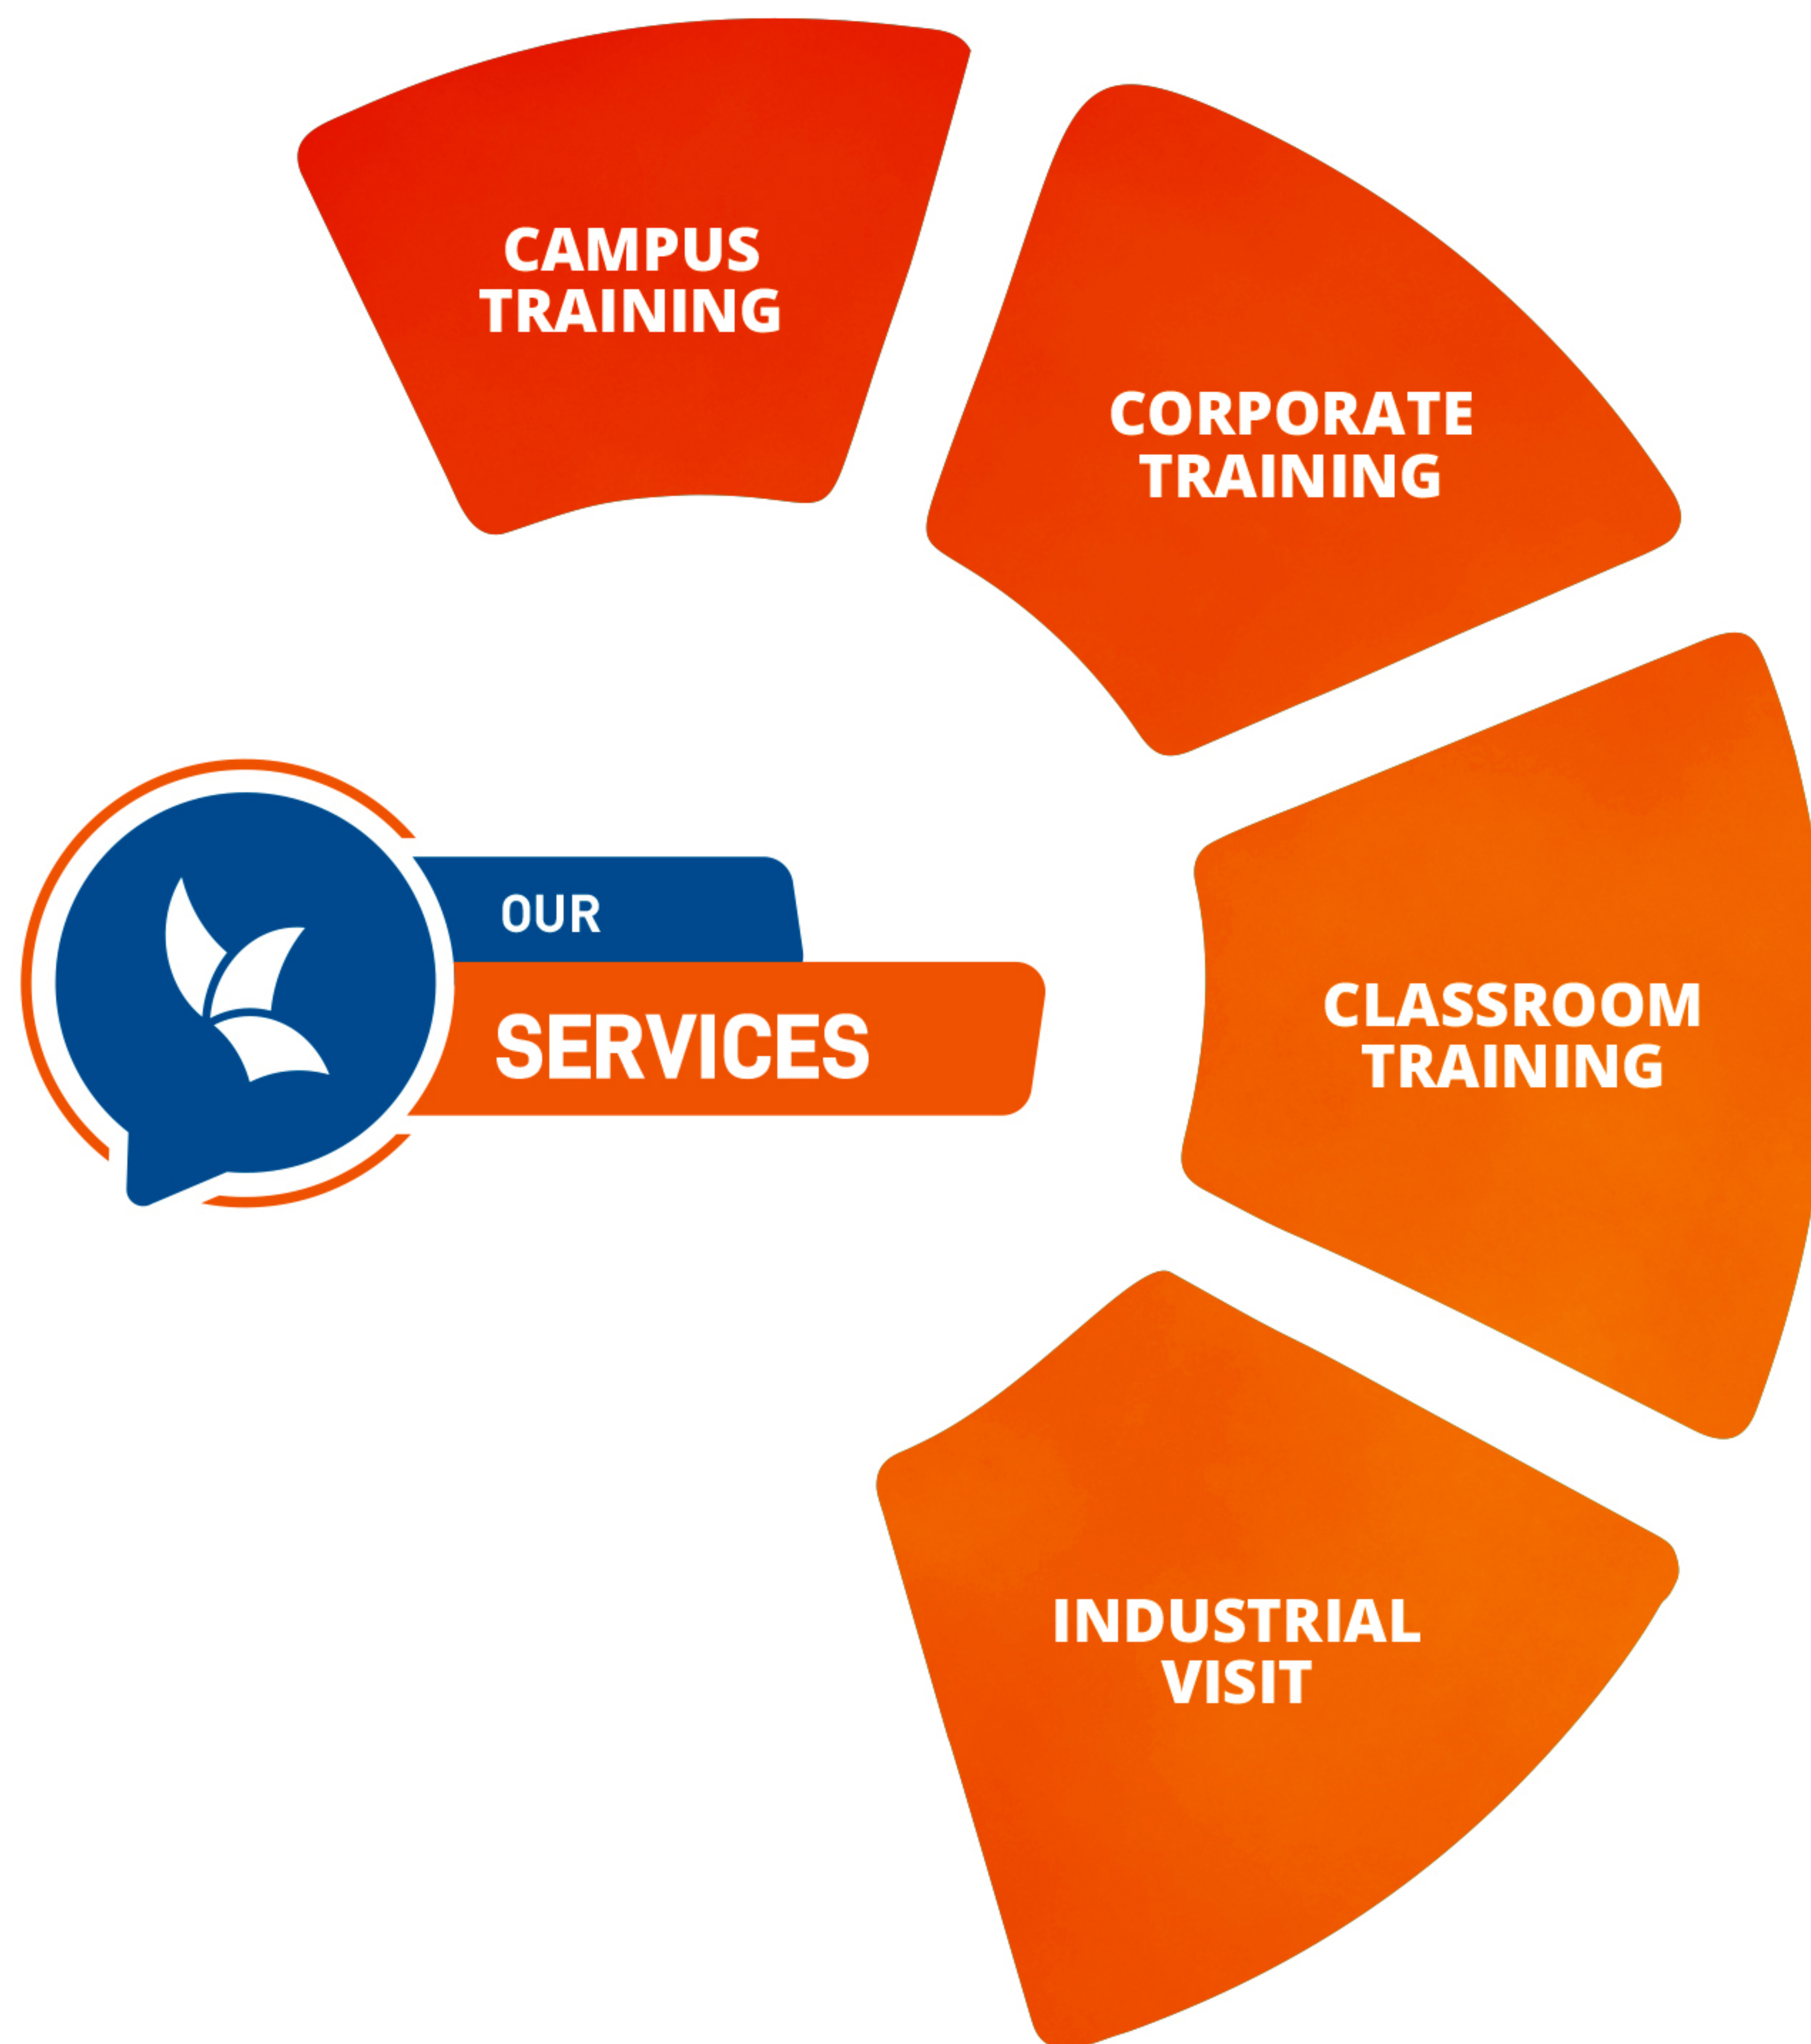 CAMPUS
TRAINING
CORPORATE
TRAINING
OUR
SERVICES
CLASSROOM
TRAINING
INDUSTRIAL
VISIT